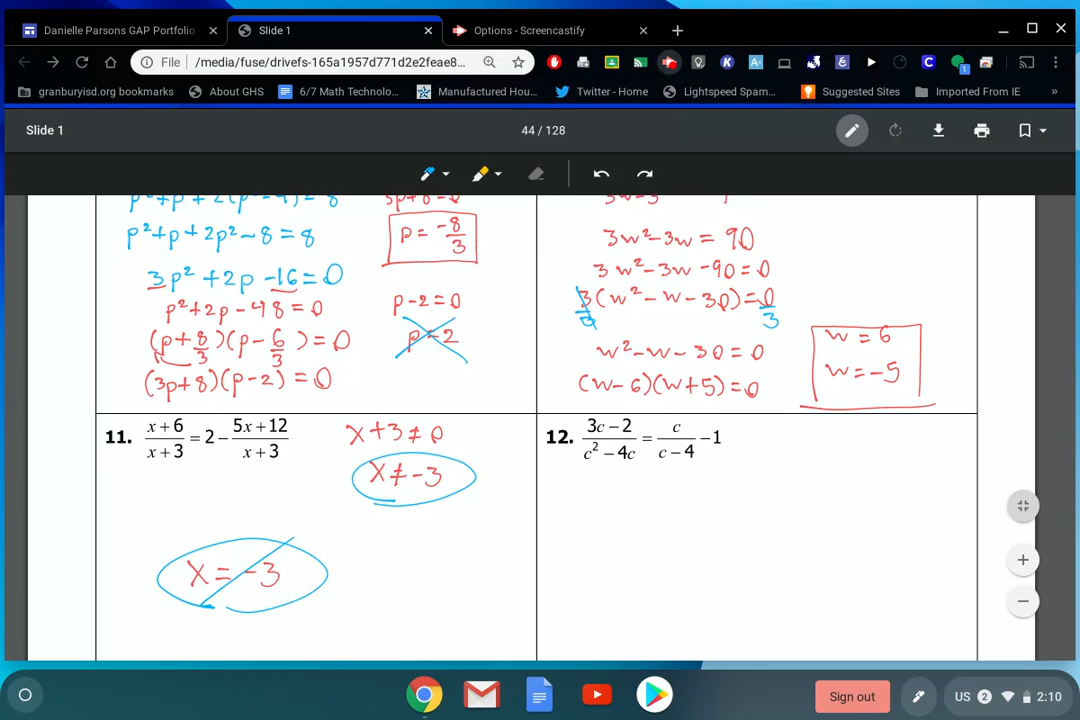 Danielle Parsons GAP Portfolio
Slide 1
Options - Screencastify
File
/media/fuse/drivefs-165a1957d771d2e2feae8...
granburyisd.org bookmarks
About GHS
6/7 Math Technolo...
Manufactured Hou...
Twitter - Home
Lightspeed Spam...
Suggested Sites
Imported From IE
Slide 1
44 / 128
p² + p + 2p² - 8 = 8
3p² + 2p - 16 = 0
p² + 2p - 48 = 0
(p + 8/3)(p - 6/3) = 0
(3p + 8)(p - 2) = 0
p = -8/3
p - 2 = 0
p = 2
3w² - 3w = 90
3w² - 3w - 90 = 0
3(w² - w - 30) = 0
3 3
w² - w - 30 = 0
(w - 6)(w + 5) = 0
w = 6
w = -5
11. (x + 6)/(x + 3) = 2 - (5x + 12)/(x + 3)
x + 3 ≠ 0
x ≠ -3
x = -3
12. (3c - 2)/(c² - 4c) = c/(c - 4) - 1
Sign out
US 2 2:10